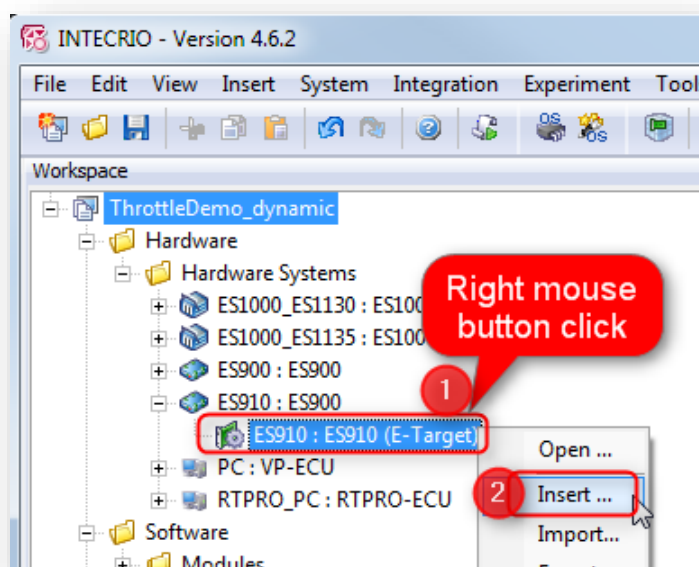 INTECRIO - Version 4.6.2
File Edit View Insert System Integration Experiment
OS
OS
Workspace
ThrottleDemo_dynamic
Hardware
Hardware Systems
ES1000_ES1130 :
ES1000_ES1135 :
ES900 : ES900
ES910 : ES900
ES910 : ES910 (E-Target)
PC : VP-ECU
RTPRO_PC : RTPRO-ECU
Software
Modules
Right mouse
button click
1
Open ...
2 Insert ...
Import...